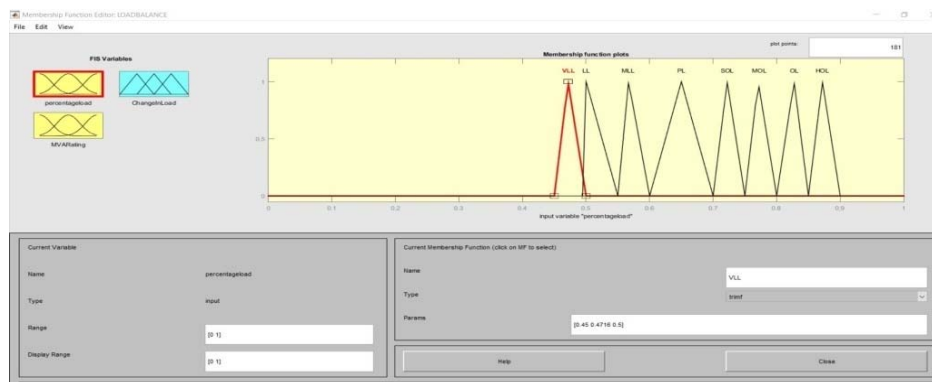 Membership Function Editor: LOADBALANCE
File Edit View
FIS Variables
percentageload
ChangeInLoad
MVARating
plot points:
181
Membership function plots
VLL LL MLL PL SOL MOL OL HOL
1
0.5
0
0 0.1 0.2 0.3 0.4 0.5 0.6 0.7 0.8 0.9 1
input variable "percentageload"
Current Variable
Name percentageload
Type input
Range [0 1]
Display Range [0 1]
Current Membership Function (click on MF to select)
Name VLL
Type trimf
Params [0.45 0.4716 0.5]
Help Close